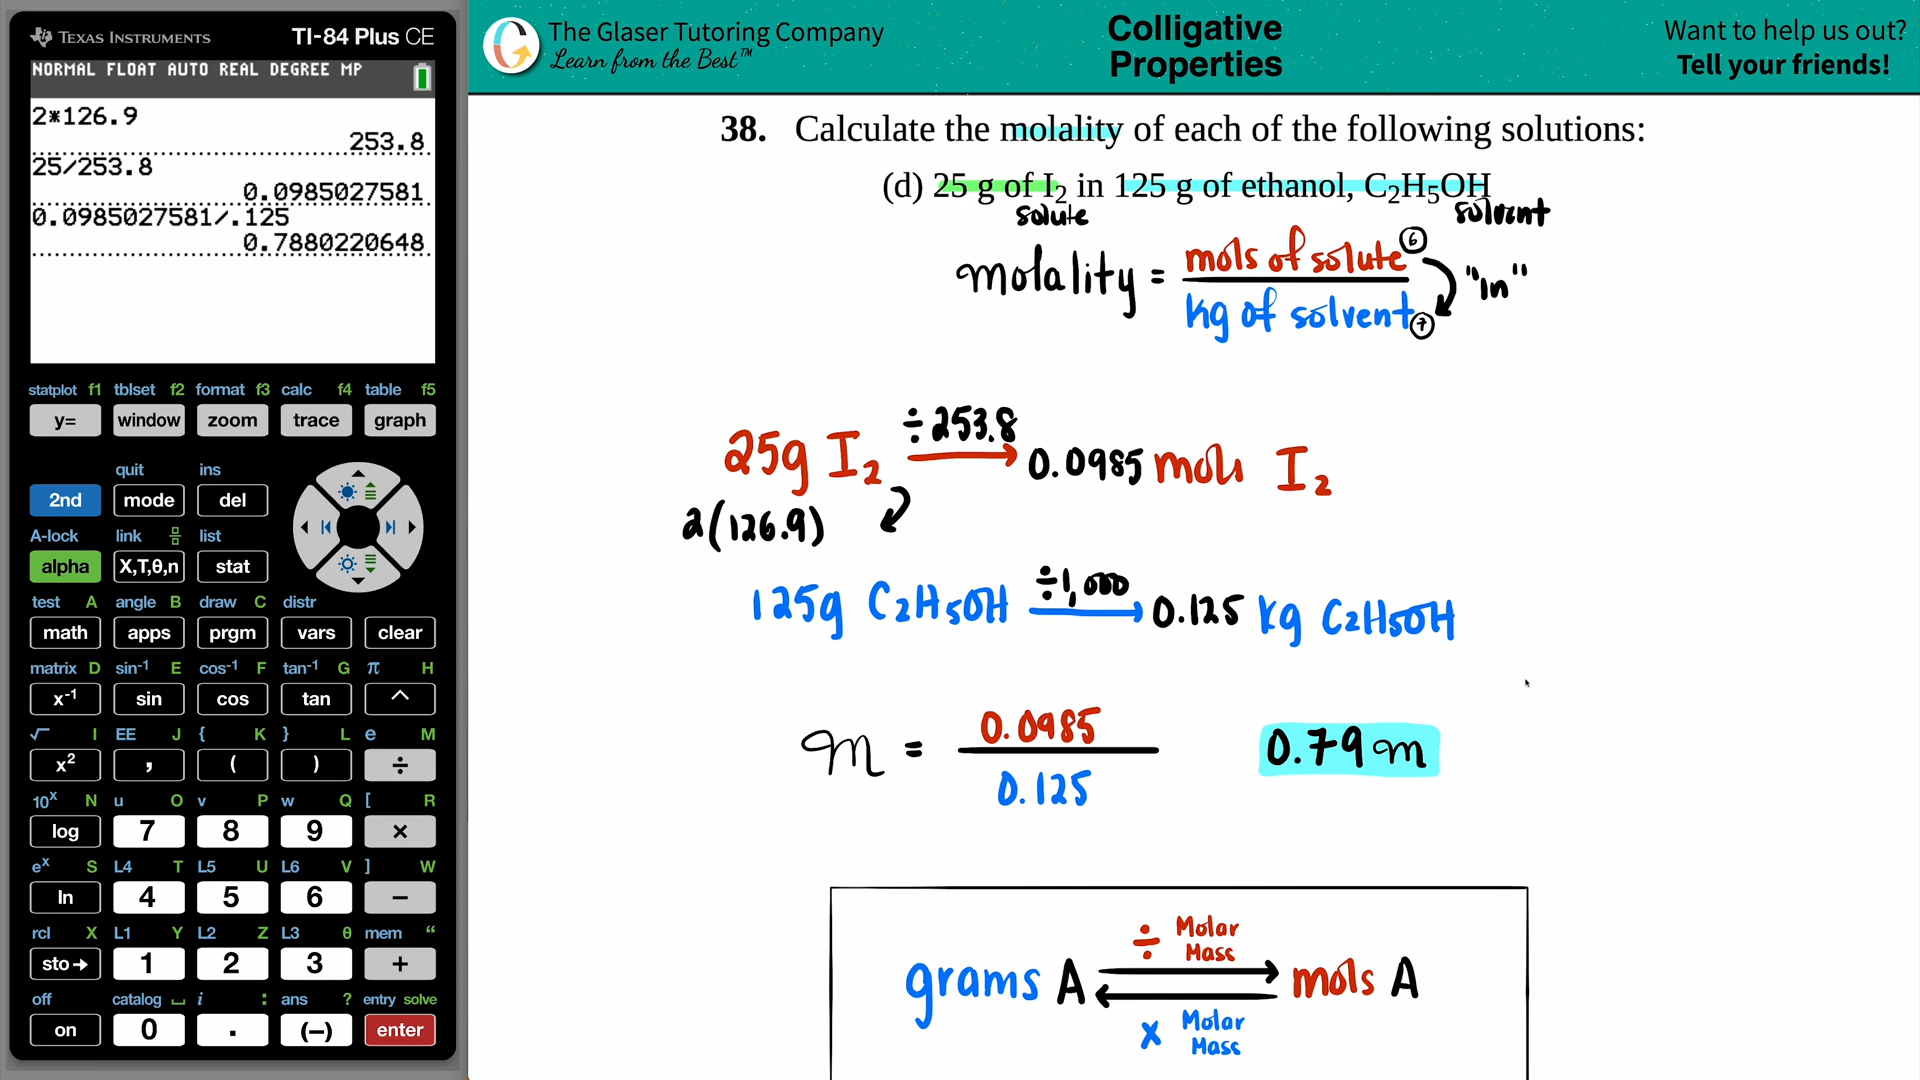 TEXAS INSTRUMENTS TI-84 Plus CE
NORMAL FLOAT AUTO REAL DEGREE MP
2*126.9
253.8
25/253.8
0.0985027581
0.0985027581/.125
0.7880220648
statplot f1 tblset f2 format f3 calc f4 table f5
y= window zoom trace graph
quit ins
2nd mode del
A-lock link list
alpha X,T,θ,n stat
test A angle B draw C distr
math apps prgm vars clear
matrix D sin⁻¹ E cos⁻¹ F tan⁻¹ G π H
x⁻¹ sin cos tan ^
√ I EE J { K } L e M
x² , ( ) ÷
10ˣ N u O v P w Q [ R
log 7 8 9 ×
eˣ S L4 T L5 U L6 V ] W
ln 4 5 6 −
rcl X L1 Y L2 Z L3 θ mem "
sto→ 1 2 3 +
off catalog ⎵ i : ans ? entry solve
on 0 . (−) enter
The Glaser Tutoring Company
Learn from the Best™
Colligative
Properties
Want to help us out?
Tell your friends!
38. Calculate the molality of each of the following solutions:
(d) 25 g of I₂ in 125 g of ethanol, C₂H₅OH
solute solvent
molality = mols of solute ⑥
kg of solvent ⑦
"in"
÷253.8
25g I₂ → 0.0985 mols I₂
2(126.9)
÷1,000
125g C₂H₅OH → 0.125 kg C₂H₅OH
m = 0.0985
0.125
0.79 m
÷ Molar
Mass
grams A ⇄ mols A
x Molar
Mass